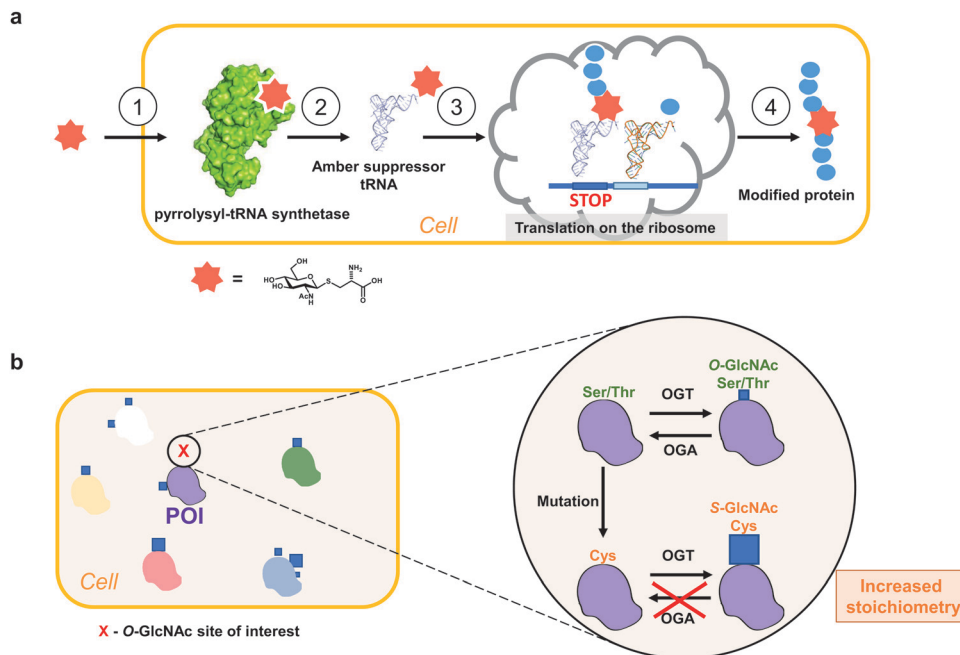 a
1
2
3
4
Amber suppressor
tRNA
pyrrolysyl-tRNA synthetase
STOP
Translation on the ribosome
Cell
Modified protein
=
HO
OH
O
HO
AcN
H
S
NH₂
OH
O
b
X
POI
Cell
X - O-GlcNAc site of interest
Ser/Thr
OGT
OGA
O-GlcNAc
Ser/Thr
Mutation
Cys
OGT
OGA
S-GlcNAc
Cys
Increased
stoichiometry